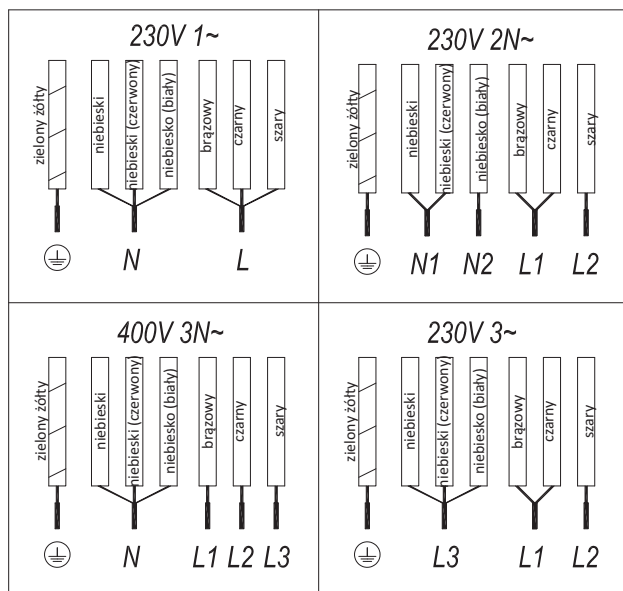 230V 1~
zielony żółty
niebieski
niebieski (czerwony)
niebiesko (biały)
brązowy
czarny
szary
N
L
230V 2N~
zielony żółty
niebieski
niebieski (czerwony)
niebiesko (biały)
brązowy
czarny
szary
N1
N2
L1
L2
400V 3N~
zielony żółty
niebieski
niebieski (czerwony)
niebiesko (biały)
brązowy
czarny
szary
N
L1
L2
L3
230V 3~
zielony żółty
niebieski
niebieski (czerwony)
niebiesko (biały)
brązowy
czarny
szary
L3
L1
L2